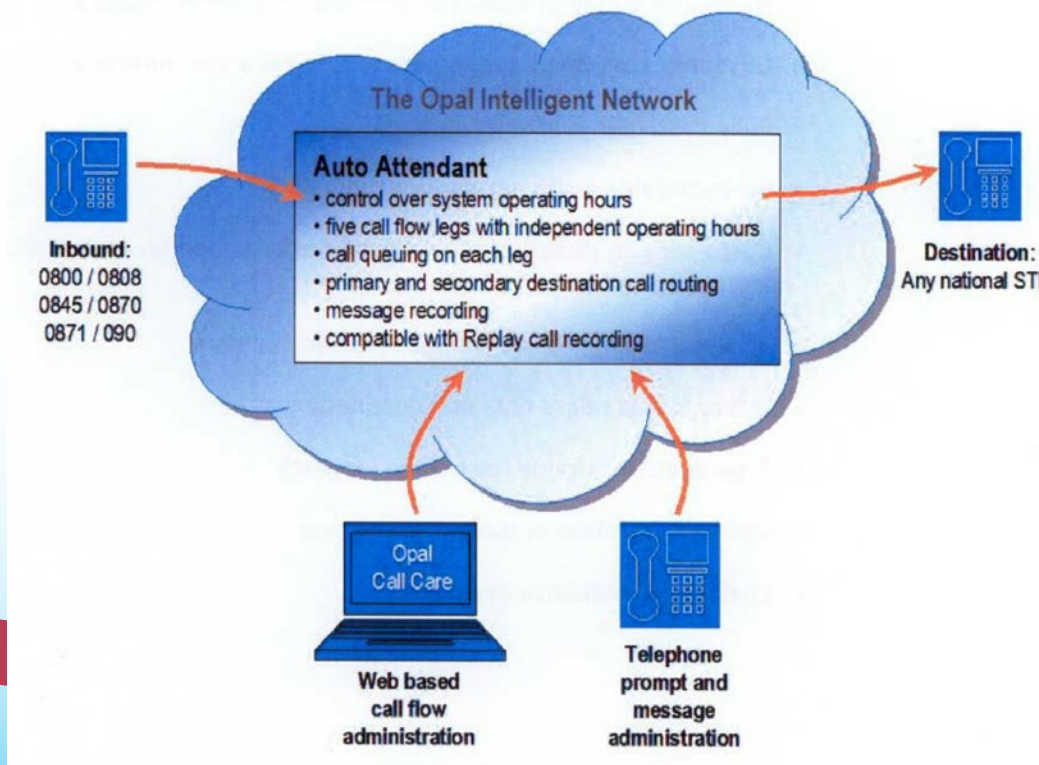 The Opal Intelligent Network
Auto Attendant
• control over system operating hours
• five call flow legs with independent operating hours
• call queuing on each leg
• primary and secondary destination call routing
• message recording
• compatible with Replay call recording
Inbound:
0800 / 0808
0845 / 0870
0871 / 090
Destination:
Any national
Opal
Call Care
Web based
call flow
administration
Telephone
prompt and
message
administration